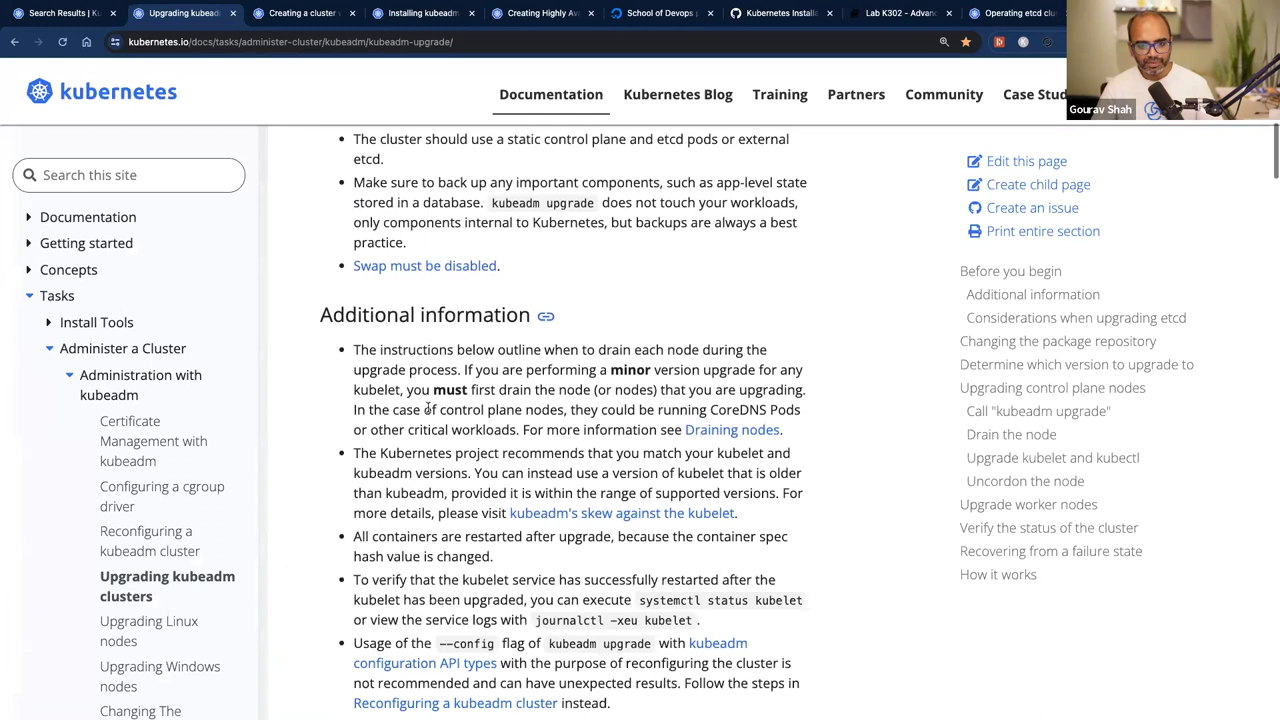 Search Results | Ku
Upgrading kubead
Creating a cluster
Installing kubeadm
Creating Highly Av
School of Devops
Kubernetes Installa
Lab K302 - Advanc
Operating etcd clu
kubernetes.io/docs/tasks/administer-cluster/kubeadm/kubeadm-upgrade/
Gourav Shah
kubernetes
Documentation
Kubernetes Blog
Training
Partners
Community
Case Stud
Search this site
Documentation
Getting started
Concepts
Tasks
Install Tools
Administer a Cluster
Administration with
kubeadm
Certificate
Management with
kubeadm
Configuring a cgroup
driver
Reconfiguring a
kubeadm cluster
Upgrading kubeadm
clusters
Upgrading Linux
nodes
Upgrading Windows
nodes
Changing The
The cluster should use a static control plane and etcd pods or external
etcd.
Make sure to back up any important components, such as app-level state
stored in a database. kubeadm upgrade does not touch your workloads,
only components internal to Kubernetes, but backups are always a best
practice.
Swap must be disabled.
Additional information
The instructions below outline when to drain each node during the
upgrade process. If you are performing a minor version upgrade for any
kubelet, you must first drain the node (or nodes) that you are upgrading.
In the case of control plane nodes, they could be running CoreDNS Pods
or other critical workloads. For more information see Draining nodes.
The Kubernetes project recommends that you match your kubelet and
kubeadm versions. You can instead use a version of kubelet that is older
than kubeadm, provided it is within the range of supported versions. For
more details, please visit kubeadm's skew against the kubelet.
All containers are restarted after upgrade, because the container spec
hash value is changed.
To verify that the kubelet service has successfully restarted after the
kubelet has been upgraded, you can execute systemctl status kubelet
or view the service logs with journalctl -xeu kubelet.
Usage of the --config flag of kubeadm upgrade with kubeadm
configuration API types with the purpose of reconfiguring the cluster is
not recommended and can have unexpected results. Follow the steps in
Reconfiguring a kubeadm cluster instead.
Edit this page
Create child page
Create an issue
Print entire section
Before you begin
Additional information
Considerations when upgrading etcd
Changing the package repository
Determine which version to upgrade to
Upgrading control plane nodes
Call "kubeadm upgrade"
Drain the node
Upgrade kubelet and kubectl
Uncordon the node
Upgrade worker nodes
Verify the status of the cluster
Recovering from a failure state
How it works